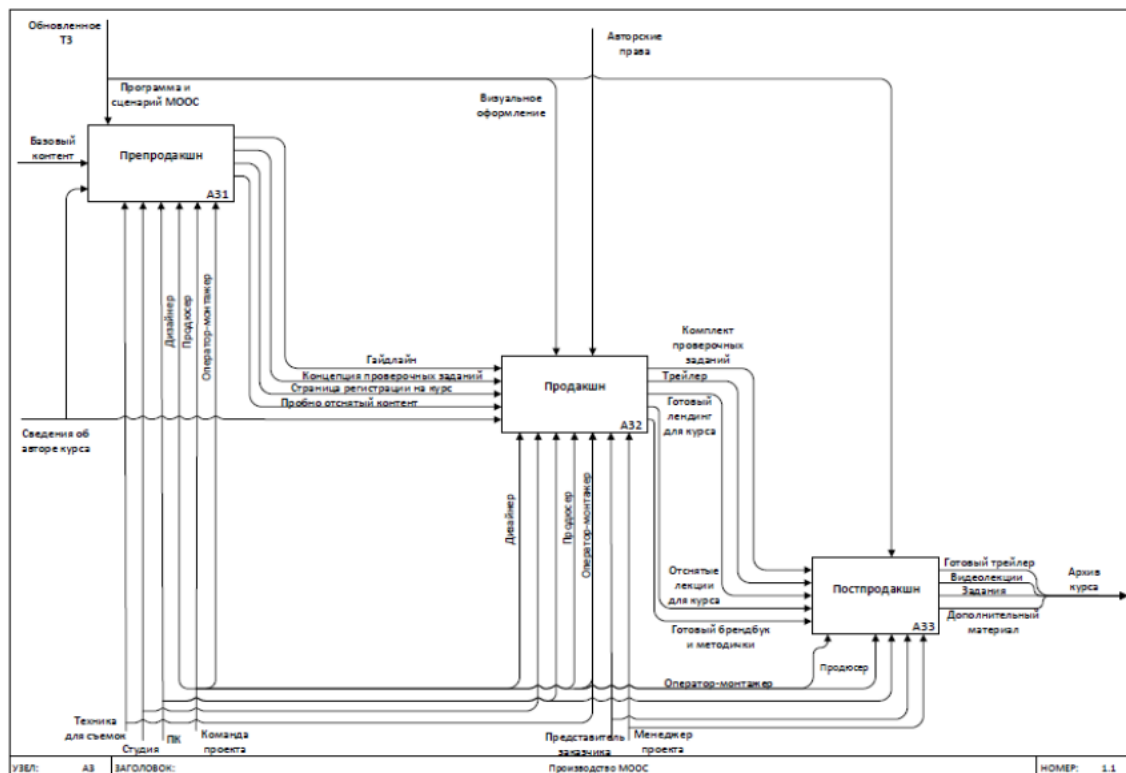 Обновленное
ТЗ
Авторские
права
Программа и
сценарий МООС
Визуальное
оформление
Базовый
контент
Препродакшн
А31
Дизайнер
Продюсер
Оператор-монтажер
Гайдлайн
Концепция проверочных заданий
Страница регистрации на курс
Пробно отснятый контент
Сведения об
авторе курса
Продакшн
А32
Комплект
проверочных
заданий
Трейлер
Готовый
лендинг
для курса
Дизайнер
Продюсер
Оператор-монтажер
Отснятые
лекции
для курса
Готовый брендбук
и методички
Постпродакшн
А33
Готовый трейлер
Видеолекции
Задания
Дополнительный
материал
Архив
курса
Продюсер
Оператор-монтажер
Техника
для съемок
Студия
ПК
Команда
проекта
Представитель
заказчика
Менеджер
проекта
УЗЕЛ: А3 ЗАГОЛОВОК: Производство МООС НОМЕР: 1.1